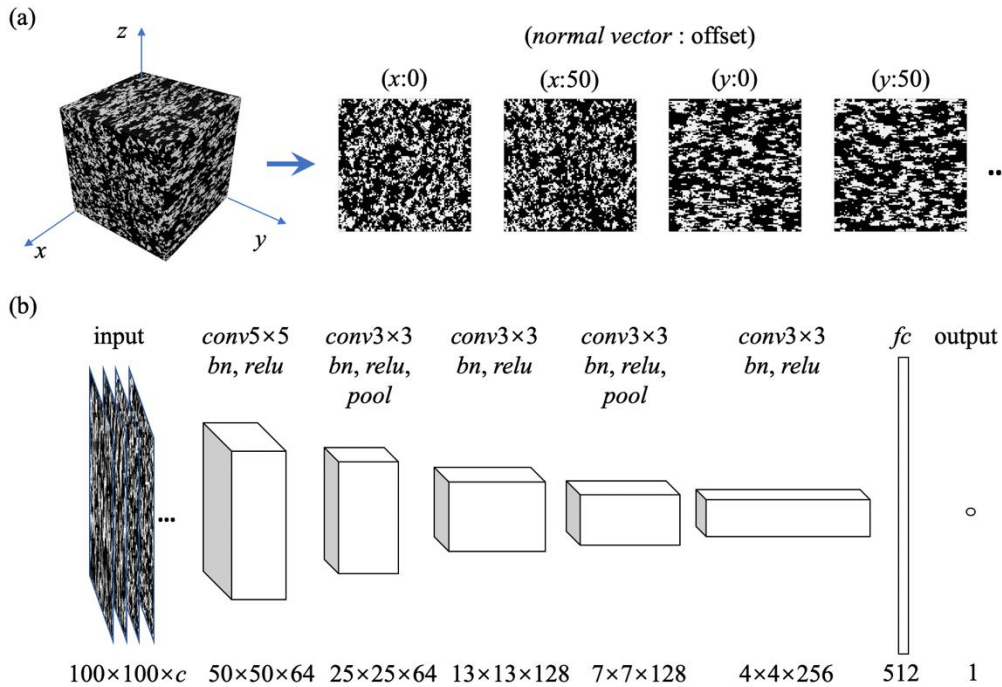 (a)
z
x
y
(normal vector : offset)
(x:0) (x:50) (y:0) (y:50)
...
(b)
input conv5×5 conv3×3 conv3×3 conv3×3 conv3×3 fc output
bn, relu bn, relu, bn, relu bn, relu, bn, relu
pool pool
...
100×100×c 50×50×64 25×25×64 13×13×128 7×7×128 4×4×256 512 1